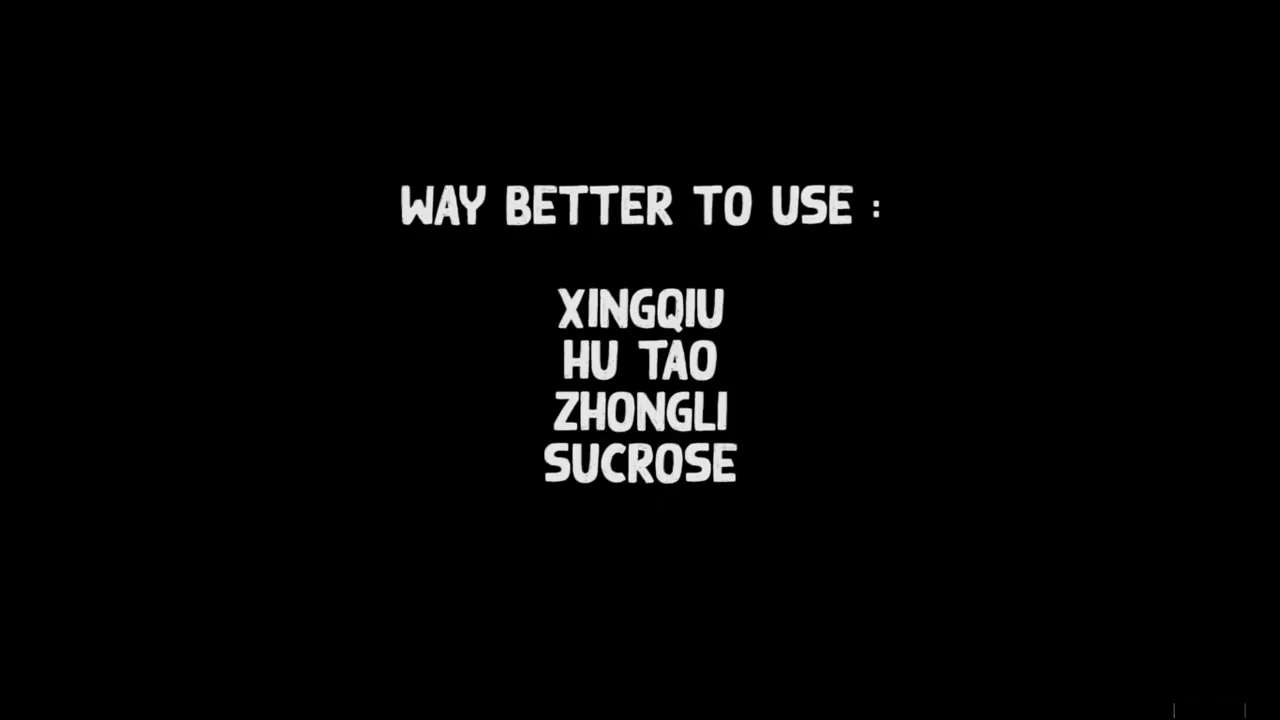 WAY BETTER TO USE :
XINGQIU
HU TAO
ZHONGLI
SUCROSE